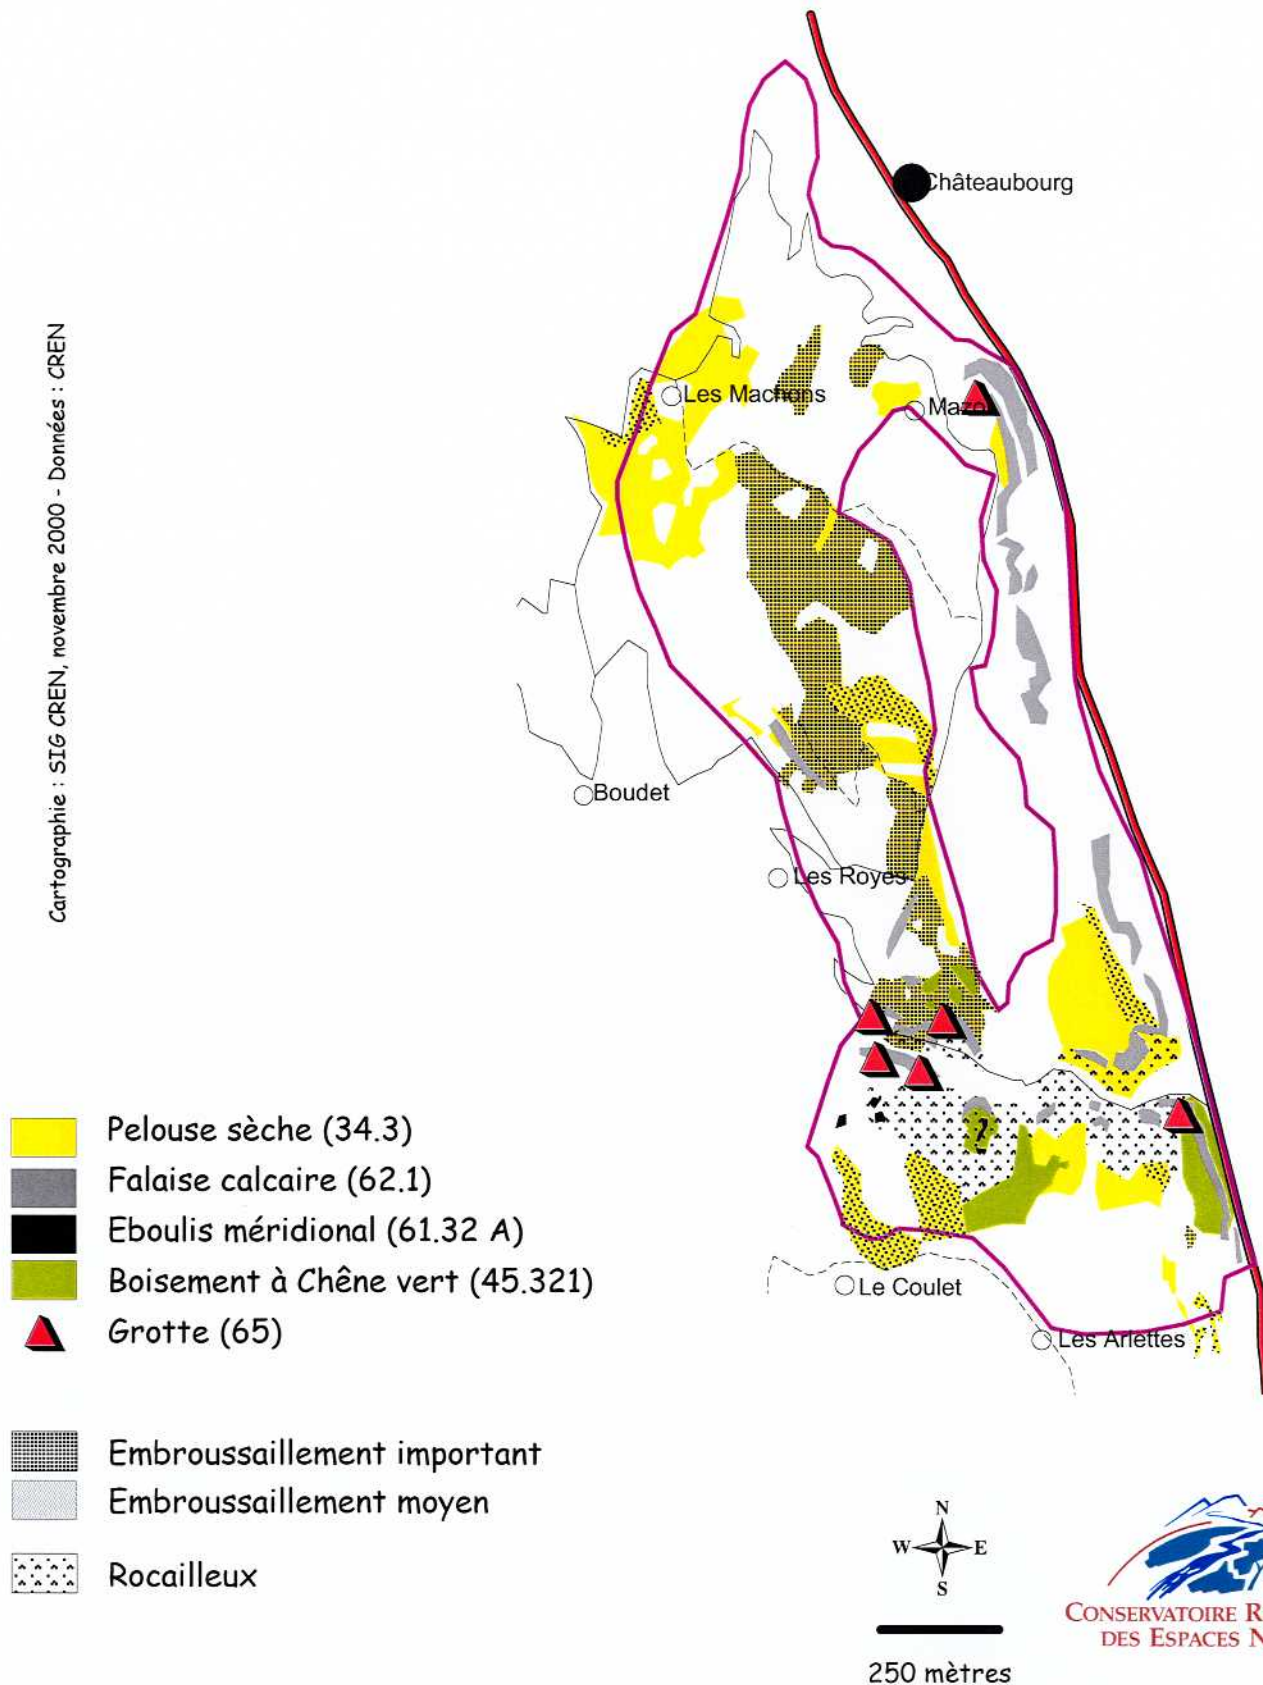 Châteaubourg
Cartographie : SIG CREN, novembre 2000 - Données : CREN
Les Machons
Boudet
Les Royes
Pelouse sèche (34.3)
Falaise calcaire (62.1)
Eboulis méridional (61.32 A)
Boisement à Chêne vert (45.321)
Grotte (65)
Le Coulet
Les Arlettes
Embroussaillement important
Embroussaillement moyen
Rocailleux
N
W E
S
250 mètres
CONSERVATOIRE R
DES ESPACES N